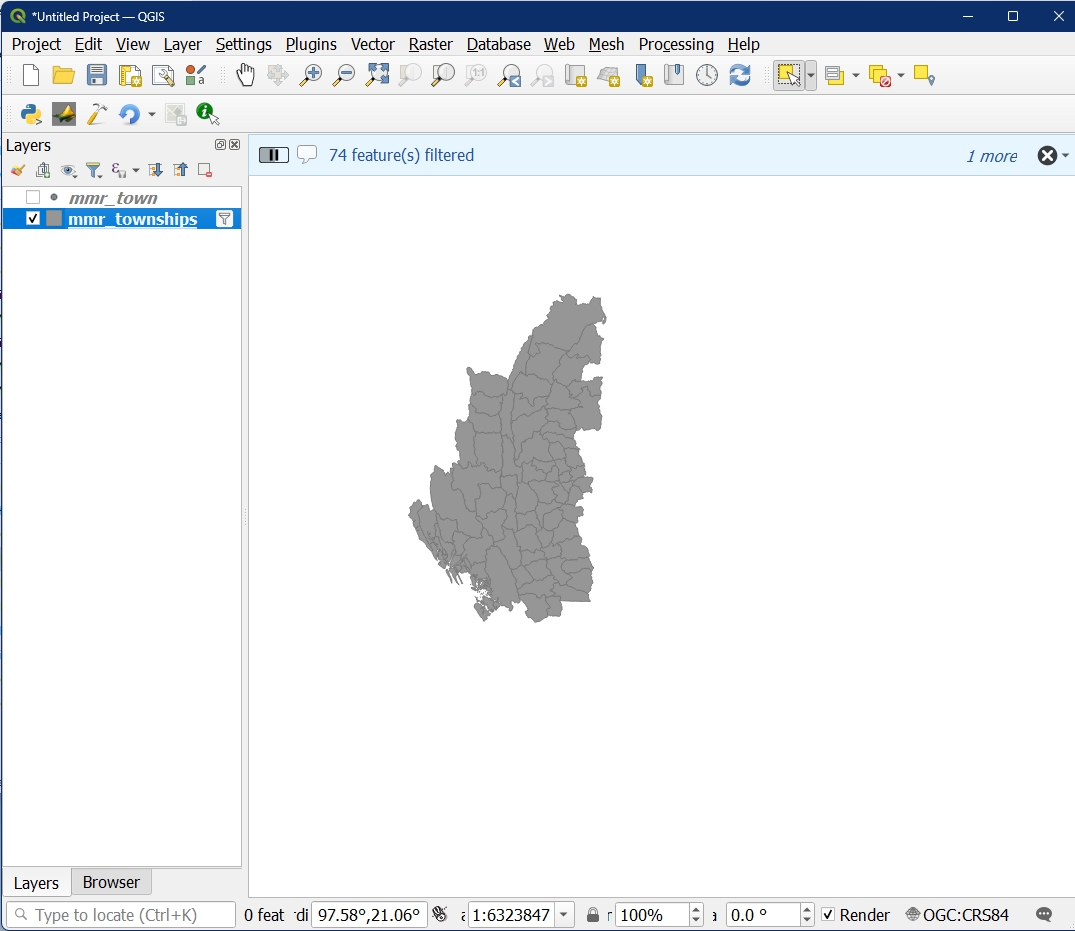 *Untitled Project — QGIS
Project Edit View Layer Settings Plugins Vector Raster Database Web Mesh Processing Help
Layers
74 feature(s) filtered
1 more
mmr_town
mmr_townships
Layers Browser
Type to locate (Ctrl+K)
0 feat
di 97.58°,21.06°
1:6323847
100%
0.0 °
Render
OGC:CRS84